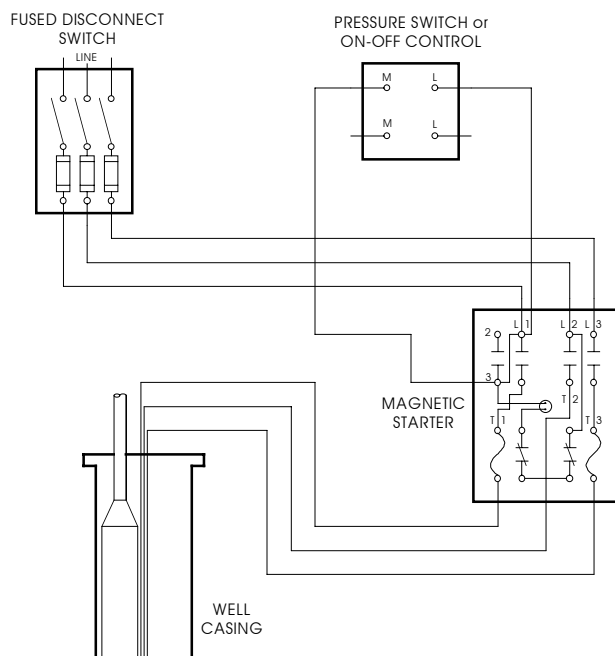 FUSED DISCONNECT
SWITCH
LINE
PRESSURE SWITCH or
ON-OFF CONTROL
M L
M L
2 L 1 L 2 L 3
3
T 2
T 1 T 3
MAGNETIC
STARTER
WELL
CASING